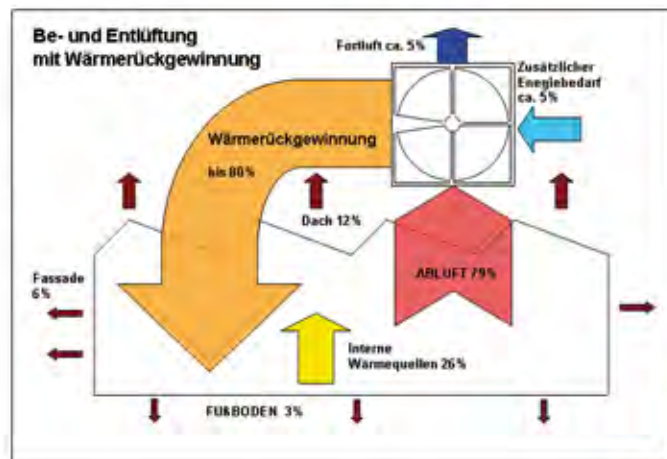 Be- und Entlüftung
mit Wärmerückgewinnung
Fortluft ca. 5%
Zusätzlicher
Enegiebedarf
ca. 5%
Wärmerückgewinnung
bis 80%
Dach 12%
Fassade
6%
ABLUFT 79%
Interne
Wärmequellen 26%
FUßBODEN 3%